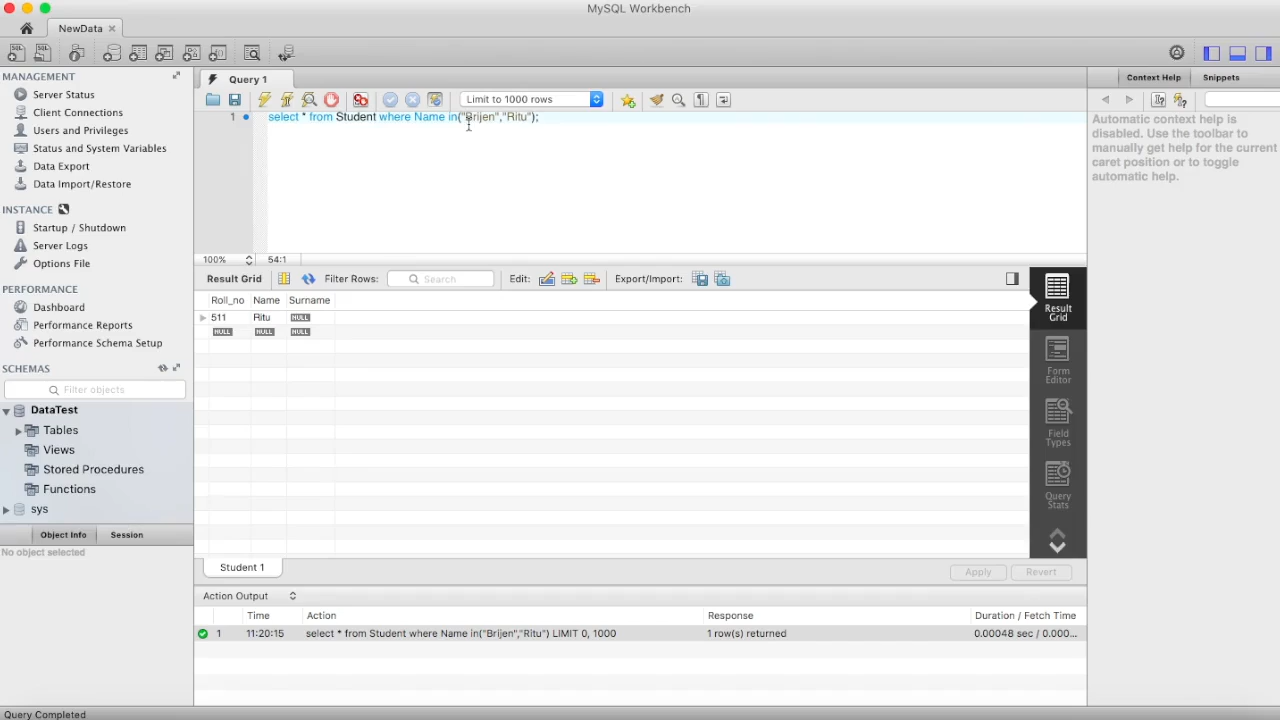 MySQL Workbench
NewData
Query 1
Context Help
Snippets
MANAGEMENT
Server Status
Client Connections
Users and Privileges
Status and System Variables
Data Export
Data Import/Restore
INSTANCE
Startup / Shutdown
Server Logs
Options File
PERFORMANCE
Dashboard
Performance Reports
Performance Schema Setup
SCHEMAS
Filter objects
DataTest
Tables
Views
Stored Procedures
Functions
sys
Object Info
Session
No object selected
Limit to 1000 rows
1
select * from Student where Name in("Brijen","Ritu");
100%
54:1
Result Grid
Filter Rows:
Search
Edit:
Export/Import:
Roll_no Name Surname
511 Ritu NULL
NULL NULL NULL
Result
Grid
Form
Editor
Field
Types
Query
Stats
Student 1
Apply
Revert
Action Output
Time Action Response Duration / Fetch Time
1 11:20:15 select * from Student where Name in("Brijen","Ritu") LIMIT 0, 1000 1 row(s) returned 0.00048 sec / 0.000...
Automatic context help is
disabled. Use the toolbar to
manually get help for the current
caret position or to toggle
automatic help.
Query Completed